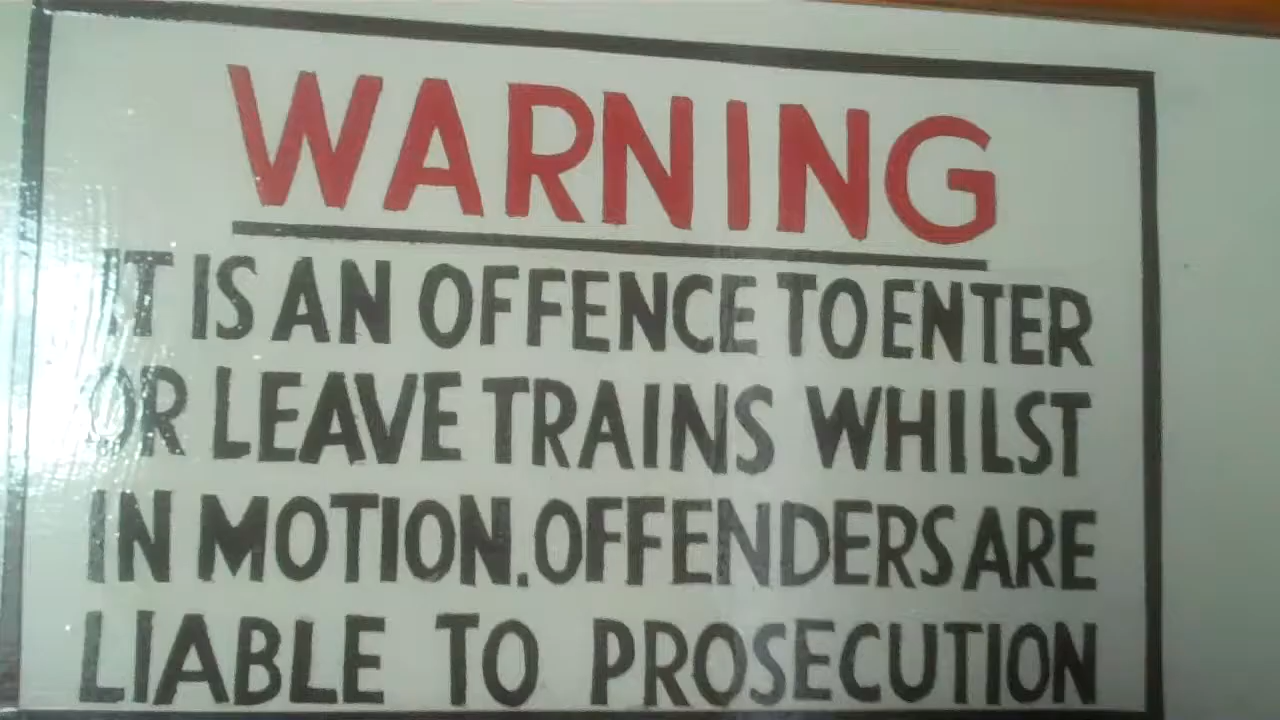 WARNING
IT IS AN OFFENCE TO ENTER
OR LEAVE TRAINS WHILST
IN MOTION. OFFENDERS ARE
LIABLE TO PROSECUTION